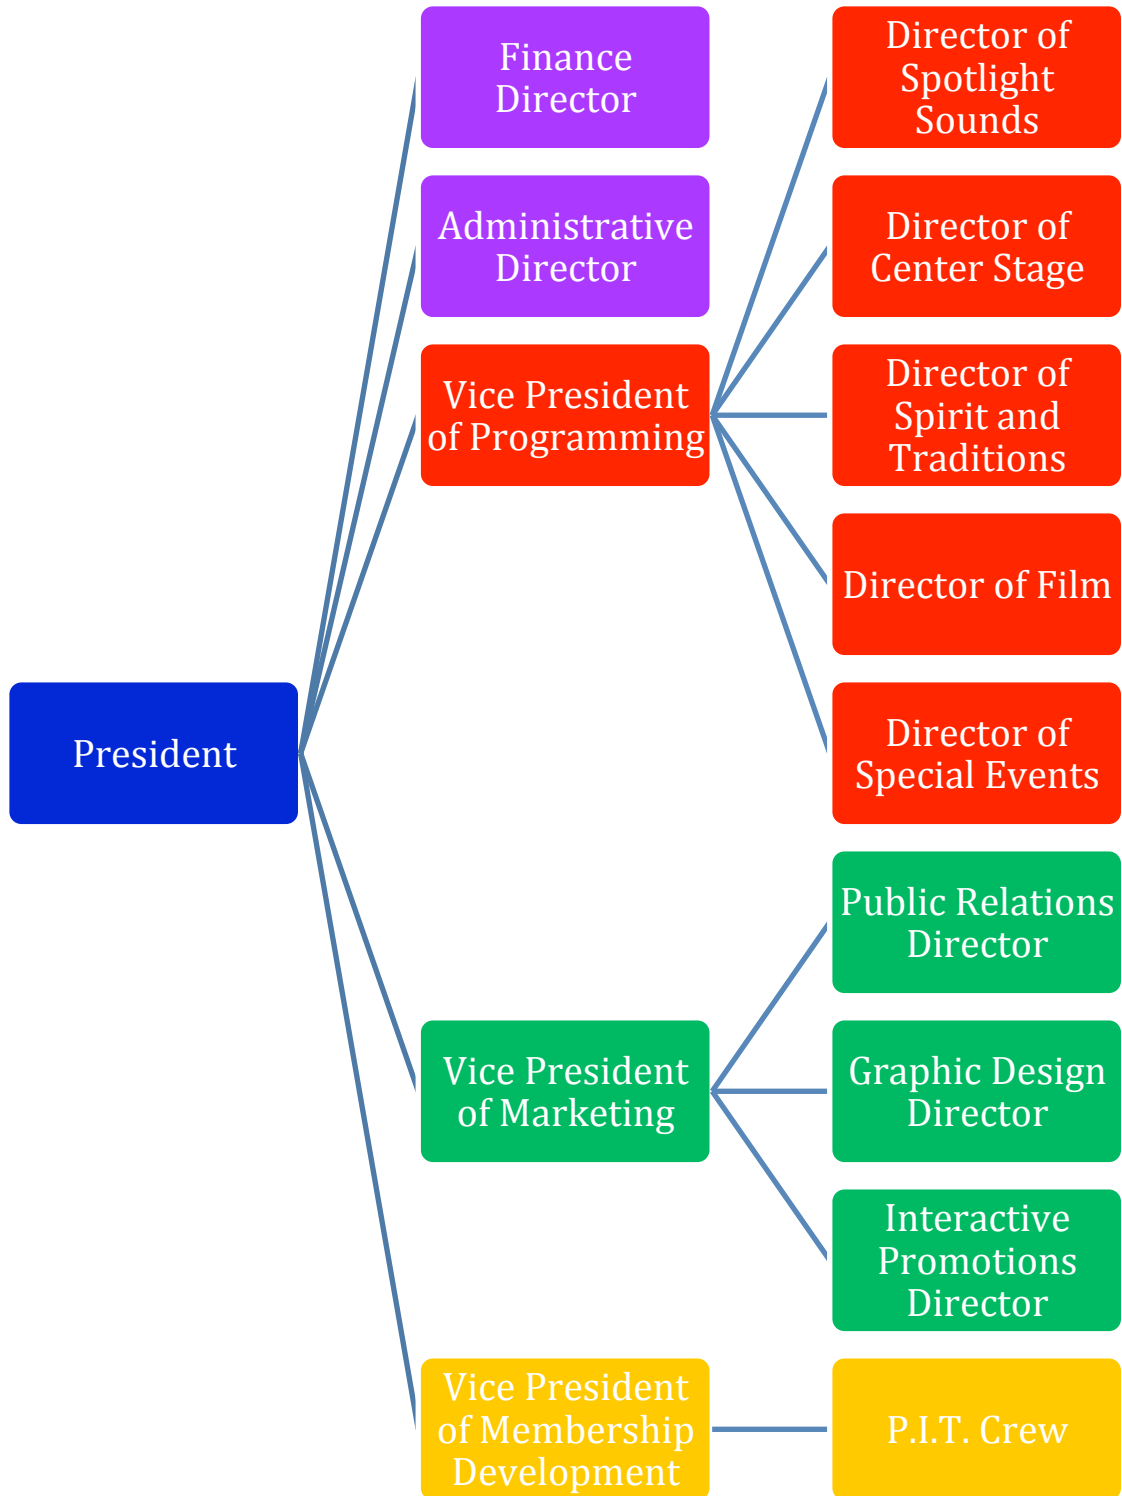 Finance
Director
Director of
Spotlight
Sounds
Administrative
Director
Director of
Center Stage
Vice President
of Programming
Director of
Spirit and
Traditions
Director of Film
President
Director of
Special Events
Public Relations
Director
Vice President
of Marketing
Graphic Design
Director
Interactive
Promotions
Director
Vice President
of Membership
Development
P.I.T. Crew